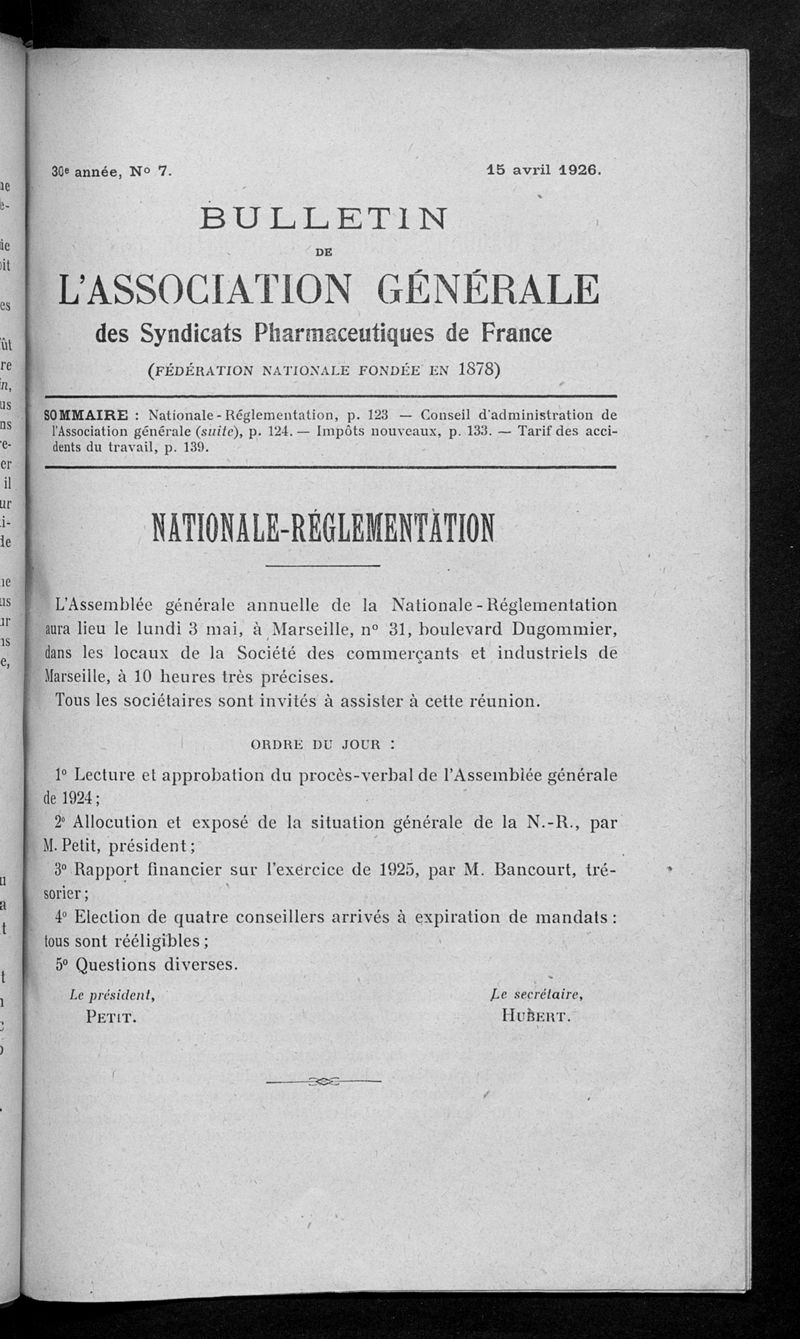 30e année, No 7. 15 avril 1926.
BULLETIN
DE
L'ASSOCIATION GÉNÉRALE
des Syndicats Pharmaceutiques de France
(FÉDÉRATION NATIONALE FONDÉE EN 1878)
SOMMAIRE : Nationale-Réglementation, p. 123 — Conseil d'administration de
l'Association générale (suite), p. 124. — Impôts nouveaux, p. 133. — Tarif des acci-
dents du travail, p. 139.
NATIONALE-RÉGLEMENTATION
L'Assemblée générale annuelle de la Nationale-Réglementation
aura lieu le lundi 3 mai, à Marseille, no 31, boulevard Dugommier,
dans les locaux de la Société des commerçants et industriels de
Marseille, à 10 heures très précises.
Tous les sociétaires sont invités à assister à cette réunion.
ORDRE DU JOUR :
1o Lecture et approbation du procès-verbal de l'Assemblée générale
de 1924;
2o Allocution et exposé de la situation générale de la N.-R., par
M. Petit, président;
3o Rapport financier sur l'exercice de 1925, par M. Bancourt, tré-
sorier;
4o Election de quatre conseillers arrivés à expiration de mandats :
tous sont rééligibles;
5o Questions diverses.
Le président, Le secrétaire,
PETIT. HUBERT.